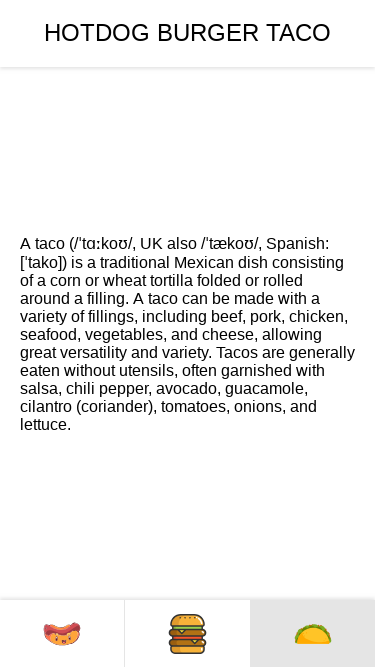 HOTDOG BURGER TACO
A taco (/ˈtɑːkoʊ/, UK also /ˈtækoʊ/, Spanish:
[ˈtako]) is a traditional Mexican dish consisting
of a corn or wheat tortilla folded or rolled
around a filling. A taco can be made with a
variety of fillings, including beef, pork, chicken,
seafood, vegetables, and cheese, allowing
great versatility and variety. Tacos are generally
eaten without utensils, often garnished with
salsa, chili pepper, avocado, guacamole,
cilantro (coriander), tomatoes, onions, and
lettuce.